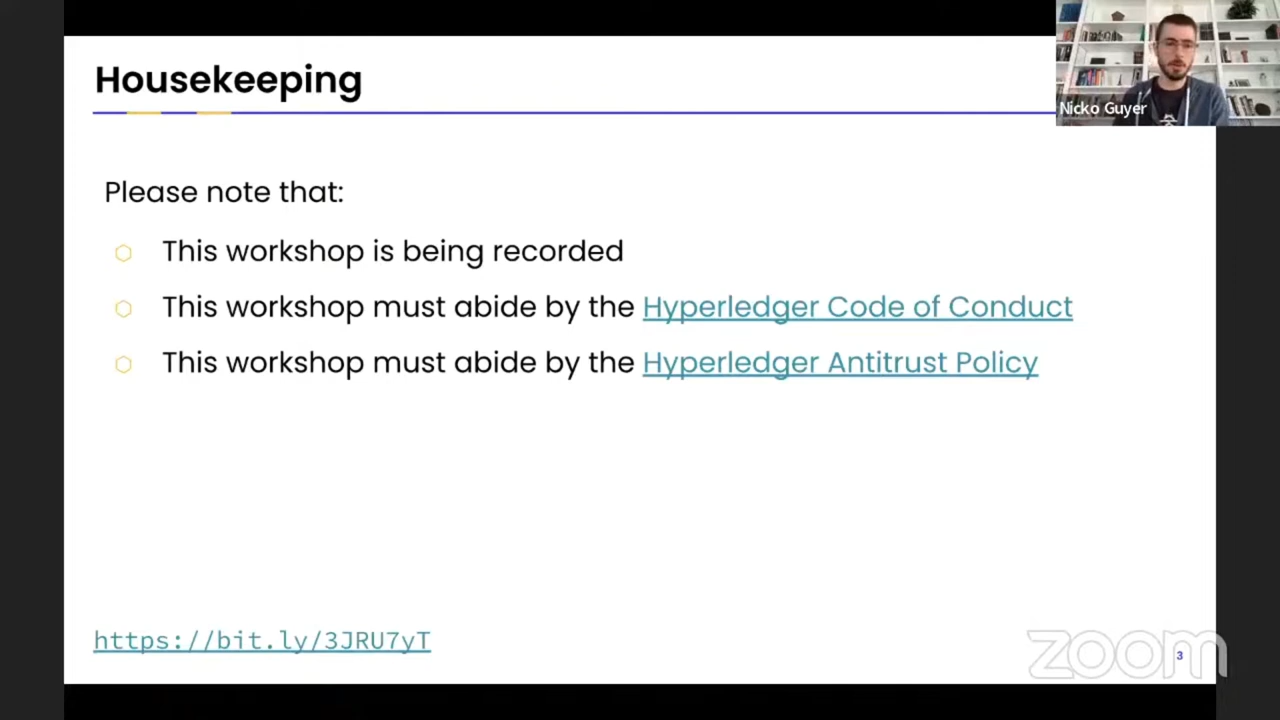 Housekeeping
Nicko Guyer
Please note that:
This workshop is being recorded
This workshop must abide by the Hyperledger Code of Conduct
This workshop must abide by the Hyperledger Antitrust Policy
https://bit.ly/3JRU7yT
zoom
3